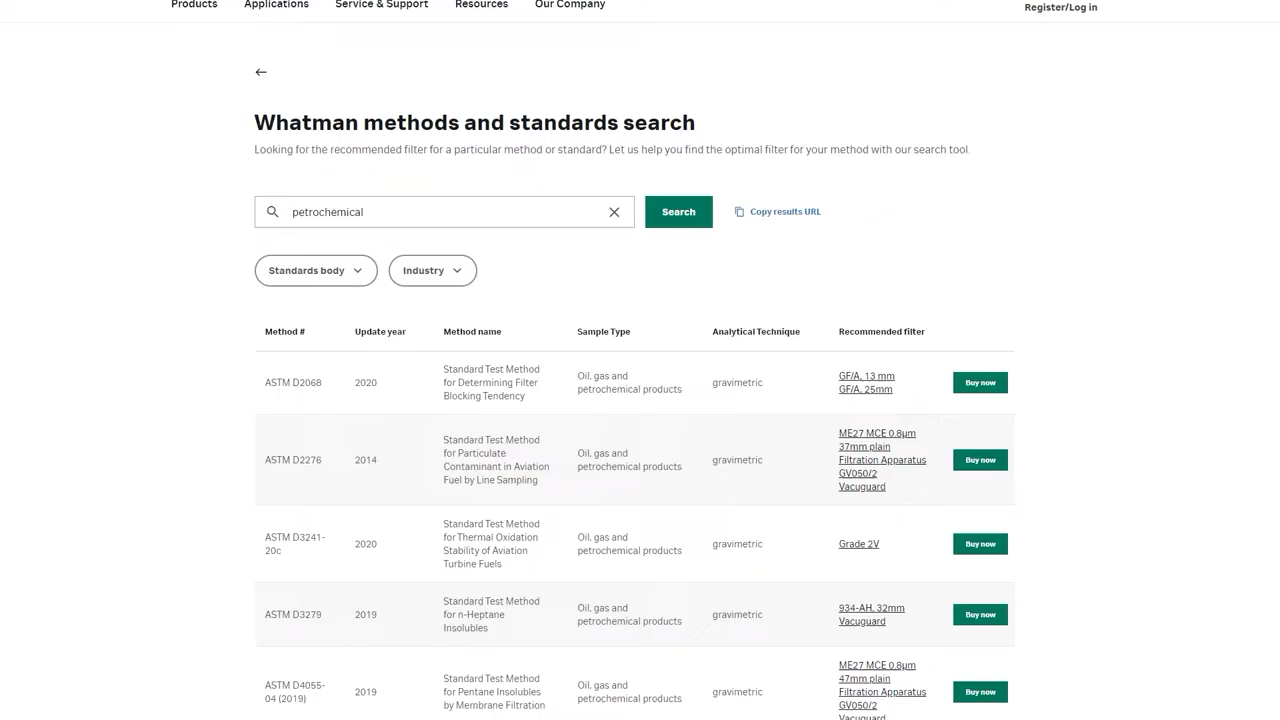 Products Applications Service & Support Resources Our Company Register/Log in
Whatman methods and standards search
Looking for the recommended filter for a particular method or standard? Let us help you find the optimal filter for your method with our search tool.
petrochemical
Search
Copy results URL
Standards body
Industry
Method # Update year Method name Sample Type Analytical Technique Recommended filter
ASTM D2068
2020
Standard Test Method
for Determining Filter
Blocking Tendency
Oil, gas and
petrochemical products
gravimetric
GF/A, 13 mm
GF/A, 25mm
Buy now
ASTM D2276
2014
Standard Test Method
for Particulate
Contaminant in Aviation
Fuel by Line Sampling
Oil, gas and
petrochemical products
gravimetric
ME27 MCE 0.8µm
37mm plain
Filtration Apparatus
GV050/2
Vacuguard
Buy now
ASTM D3241-
20c
2020
Standard Test Method
for Thermal Oxidation
Stability of Aviation
Turbine Fuels
Oil, gas and
petrochemical products
gravimetric
Grade 2V
Buy now
ASTM D3279
2019
Standard Test Method
for n-Heptane
Insolubles
Oil, gas and
petrochemical products
gravimetric
934-AH, 32mm
Vacuguard
Buy now
ASTM D4055-
04 (2019)
2019
Standard Test Method
for Pentane Insolubles
by Membrane Filtration
Oil, gas and
petrochemical products
gravimetric
ME27 MCE 0.8µm
47mm plain
Filtration Apparatus
GV050/2
Vacuguard
Buy now